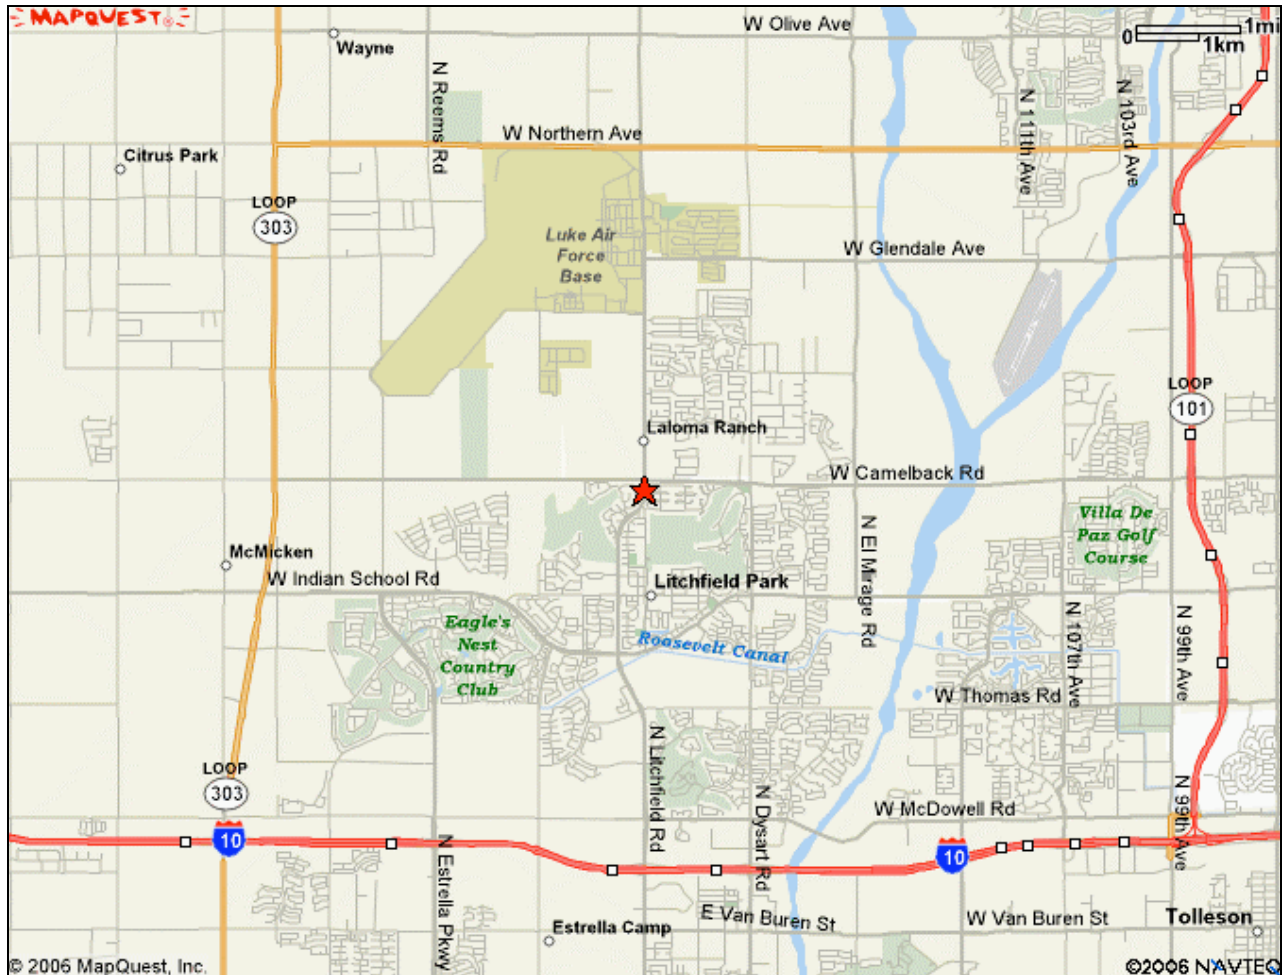 MAPQUEST
W Olive Ave
0 1mi
1km
Wayne
N Reems Rd
N 111th Ave
N 103rd Ave
W Northern Ave
Citrus Park
LOOP
303
Luke Air
Force
Base
W Glendale Ave
LOOP
101
Laloma Ranch
W Camelback Rd
Villa De
Paz Golf
Course
N El Mirage Rd
McMicken
W Indian School Rd
Litchfield Park
Eagle's
Nest
Country
Club
Roosevelt Canal
N 107th Ave
N 99th Ave
W Thomas Rd
N Litchfield Rd
LOOP
303
N Dysart Rd
W McDowell Rd
N 99th Ave
10
10
N Estrella Pkwy
E Van Buren St
W Van Buren St
Tolleson
Estrella Camp
© 2006 MapQuest, Inc.
©2006 NAVTEQ